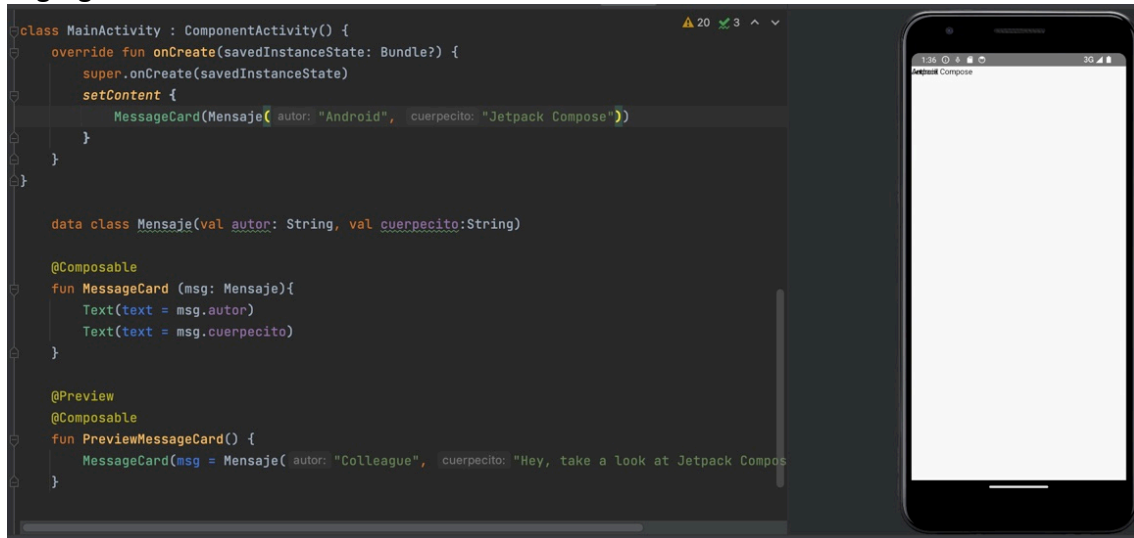 class MainActivity : ComponentActivity() {
override fun onCreate(savedInstanceState: Bundle?) {
super.onCreate(savedInstanceState)
setContent {
MessageCard(Mensaje( autor: "Android", cuerpecito: "Jetpack Compose"))
}
}
}
data class Mensaje(val autor: String, val cuerpecito:String)
@Composable
fun MessageCard (msg: Mensaje){
Text(text = msg.autor)
Text(text = msg.cuerpecito)
}
@Preview
@Composable
fun PreviewMessageCard() {
MessageCard(msg = Mensaje( autor: "Colleague", cuerpecito: "Hey, take a look at Jetpack Compos
}
20 3
1:36 3G
Compose